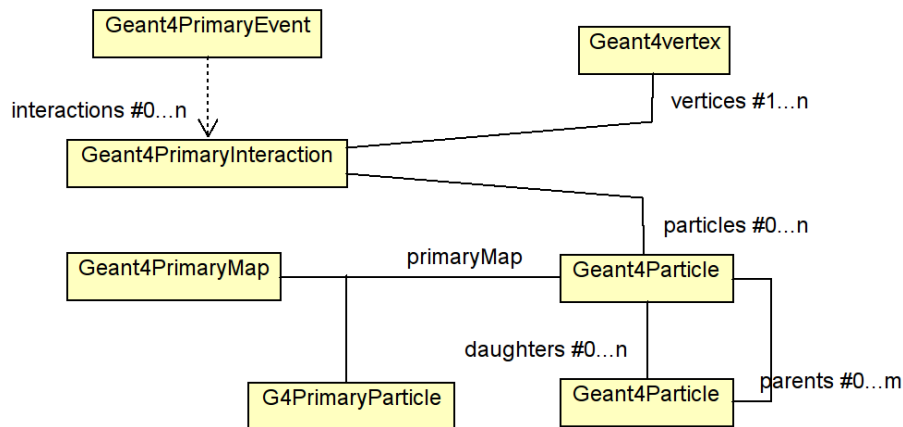 Geant4PrimaryEvent
Geant4vertex
interactions #0...n
vertices #1...n
Geant4PrimaryInteraction
particles #0...n
Geant4PrimaryMap
primaryMap
Geant4Particle
daughters #0...n
parents #0...m
G4PrimaryParticle
Geant4Particle